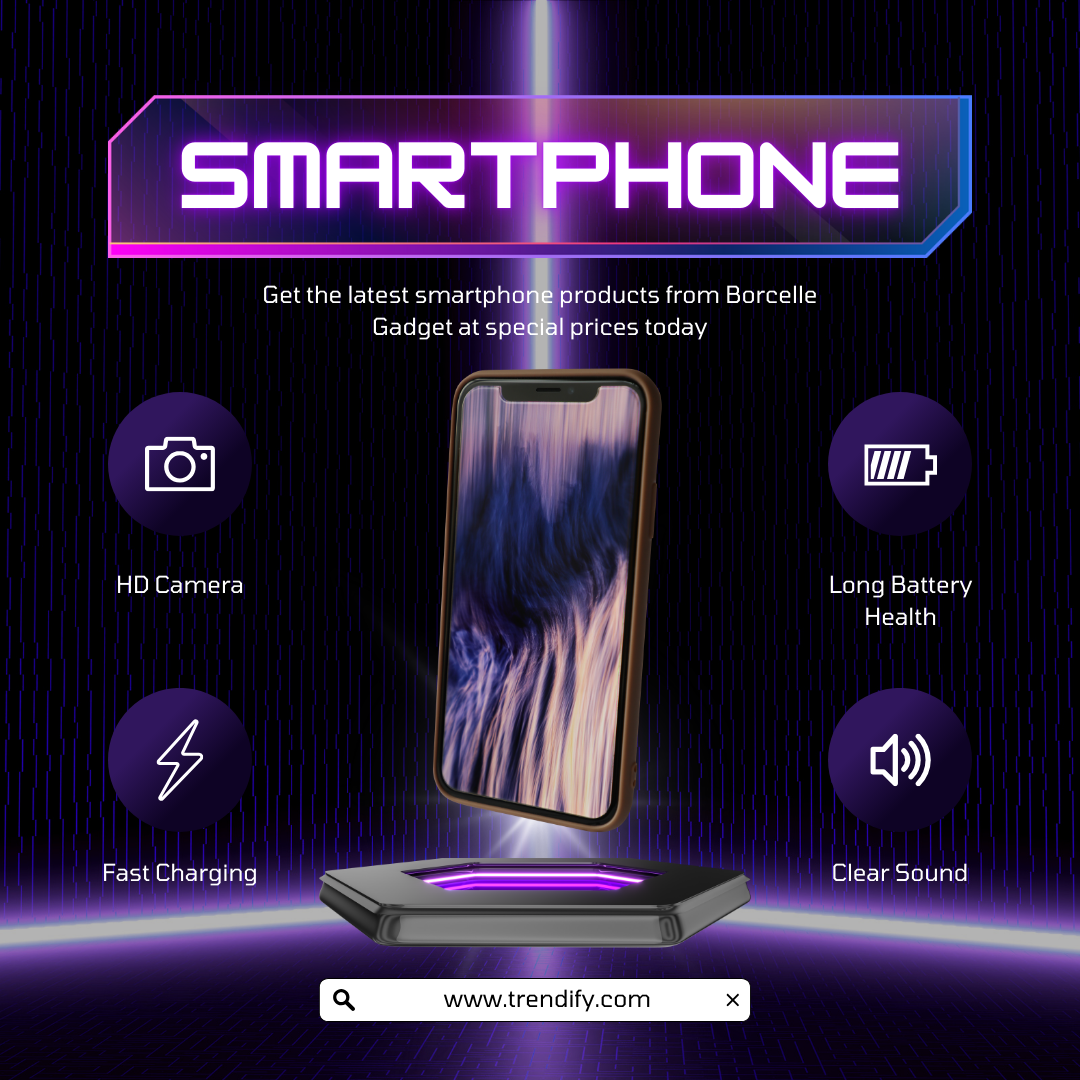 SMARTPHONE
Get the latest smartphone products from Borcelle
Gadget at special prices today
HD Camera
Long Battery
Health
Fast Charging
Clear Sound
www.trendify.com